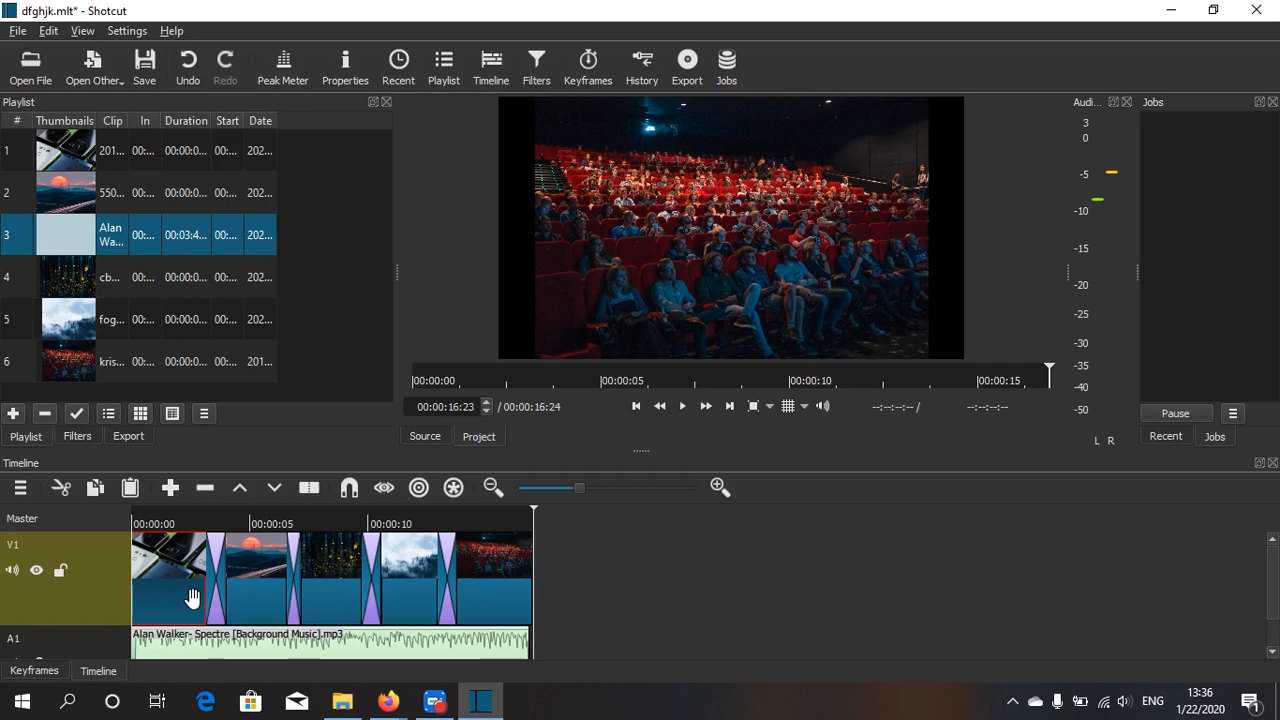 dfghjk.mlt* - Shotcut
File Edit View Settings Help
Open File Open Other.. Save Undo Redo Peak Meter Properties Recent Playlist Timeline Filters Keyframes History Export Jobs
Playlist
Audi...
Jobs
# Thumbnails Clip In Duration Start Date
1 201... 00:... 00:00:0... 00:... 202...
2 550... 00:... 00:00:0... 00:... 202...
3 Alan Wa... 00:... 00:03:4... 00:... 202...
4 cb... 00:... 00:00:0... 00:... 202...
5 fog... 00:... 00:00:0... 00:... 202...
6 kris... 00:... 00:00:0... 00:... 201...
3
0
-5
-10
-15
-20
-25
-30
-35
-40
-50
L R
00:00:00 00:00:05 00:00:10 00:00:15
00:00:16:23 / 00:00:16:24 --:--:--:-- / --:--:--:--
Pause
Playlist Filters Export
Source Project
Recent Jobs
Timeline
Master
00:00:00 00:00:05 00:00:10
V1
A1
Alan Walker- Spectre [Background Music].mp3
Keyframes Timeline
ENG
13:36
1/22/2020
1